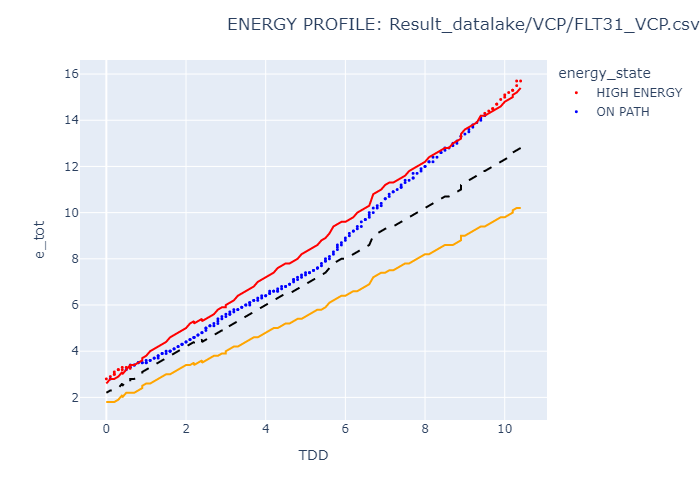 ENERGY PROFILE: Result_datalake/VCP/FLT31_VCP.csv
energy_state
HIGH ENERGY
ON PATH
e_tot
16
14
12
10
8
6
4
2
0 2 4 6 8 10
TDD